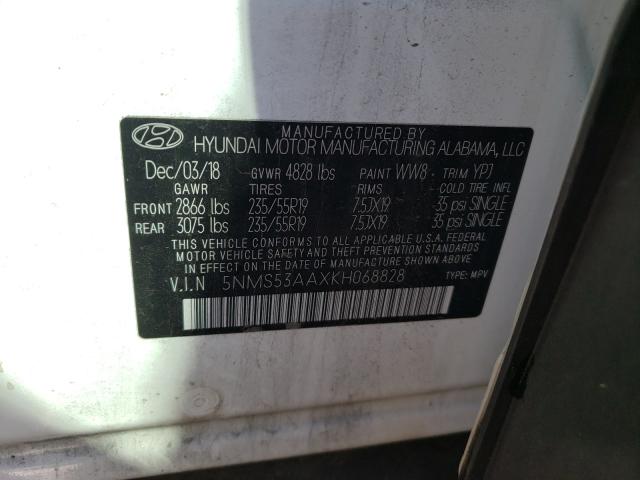 MANUFACTURED BY
HYUNDAI MOTOR MANUFACTURING ALABAMA, LLC
Dec/03/18 GVWR 4828 lbs PAINT WW8 TRIM YPJ
GAWR TIRES RIMS COLD TIRE INFL
FRONT 2866 lbs 235/55R19 7.5JX19 35 psi SINGLE
REAR 3075 lbs 235/55R19 7.5JX19 35 psi SINGLE
THIS VEHICLE CONFORMS TO ALL APPLICABLE U.S.A. FEDERAL
MOTOR VEHICLE SAFETY AND THEFT PREVENTION STANDARDS
IN EFFECT ON THE DATE OF MANUFACTURE SHOWN ABOVE.
V.I.N 5NMS53AAXKH068828 TYPE: MPV